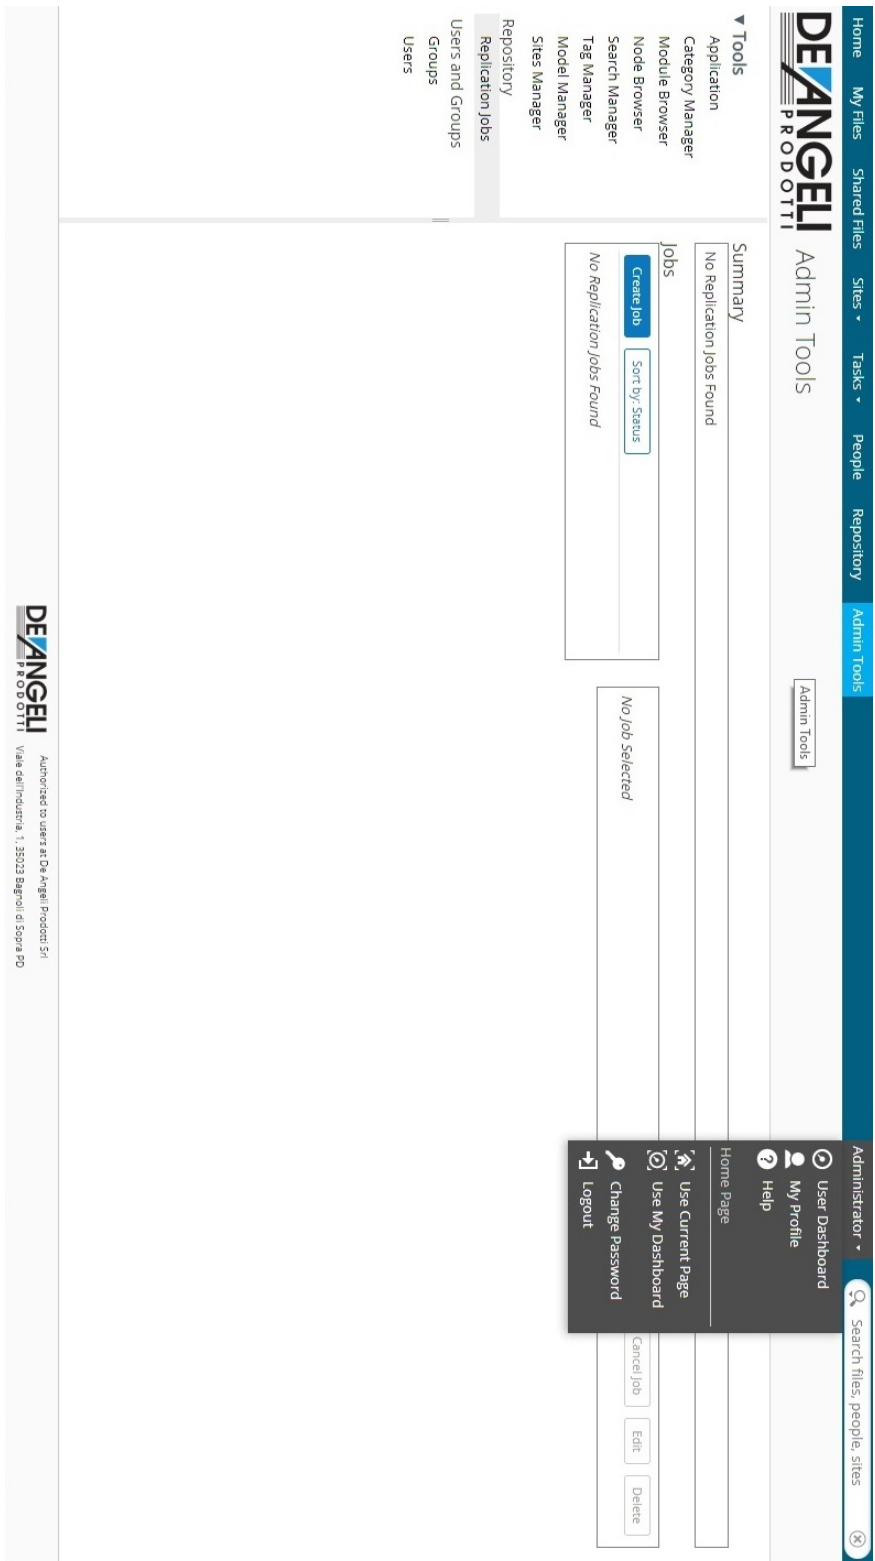 Home My Files Shared Files Sites Tasks People Repository Admin Tools Administrator Search files, people, sites
DE ANGELI
PRODOTTI
Admin Tools
Admin Tools
User Dashboard
My Profile
Help
Home Page
Use Current Page
Use My Dashboard
Change Password
Logout
Tools
Application
Category Manager
Module Browser
Node Browser
Search Manager
Tag Manager
Model Manager
Sites Manager
Repository
Replication Jobs
Users and Groups
Groups
Users
Summary
No Replication Jobs Found
Jobs
Create Job Sort by: Status
No Replication Jobs Found
Cancel Job Edit Delete
No Job Selected
DE ANGELI
PRODOTTI
Authorized to users at De Angeli Prodotti Srl
Viale dell'Industria, 1, 35023 Bagnoli di Sopra PD